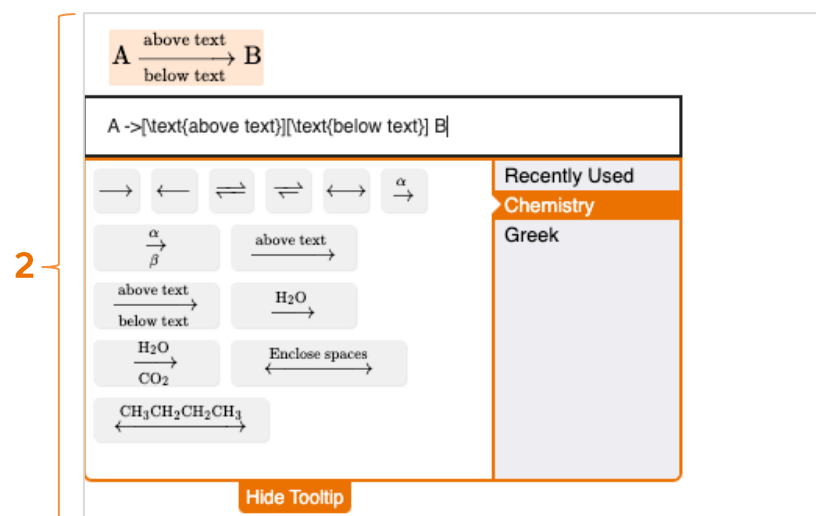 above text
A ⟶ B
below text
A ->[\text{above text}][\text{below text}] B
Recently Used
Chemistry
Greek
2
→ ← ⇌ ⇌ ↔ α →
α → β
above text
above text
below text
H₂O
H₂O
CO₂
Enclose spaces
CH₃CH₂CH₂CH₃
Hide Tooltip